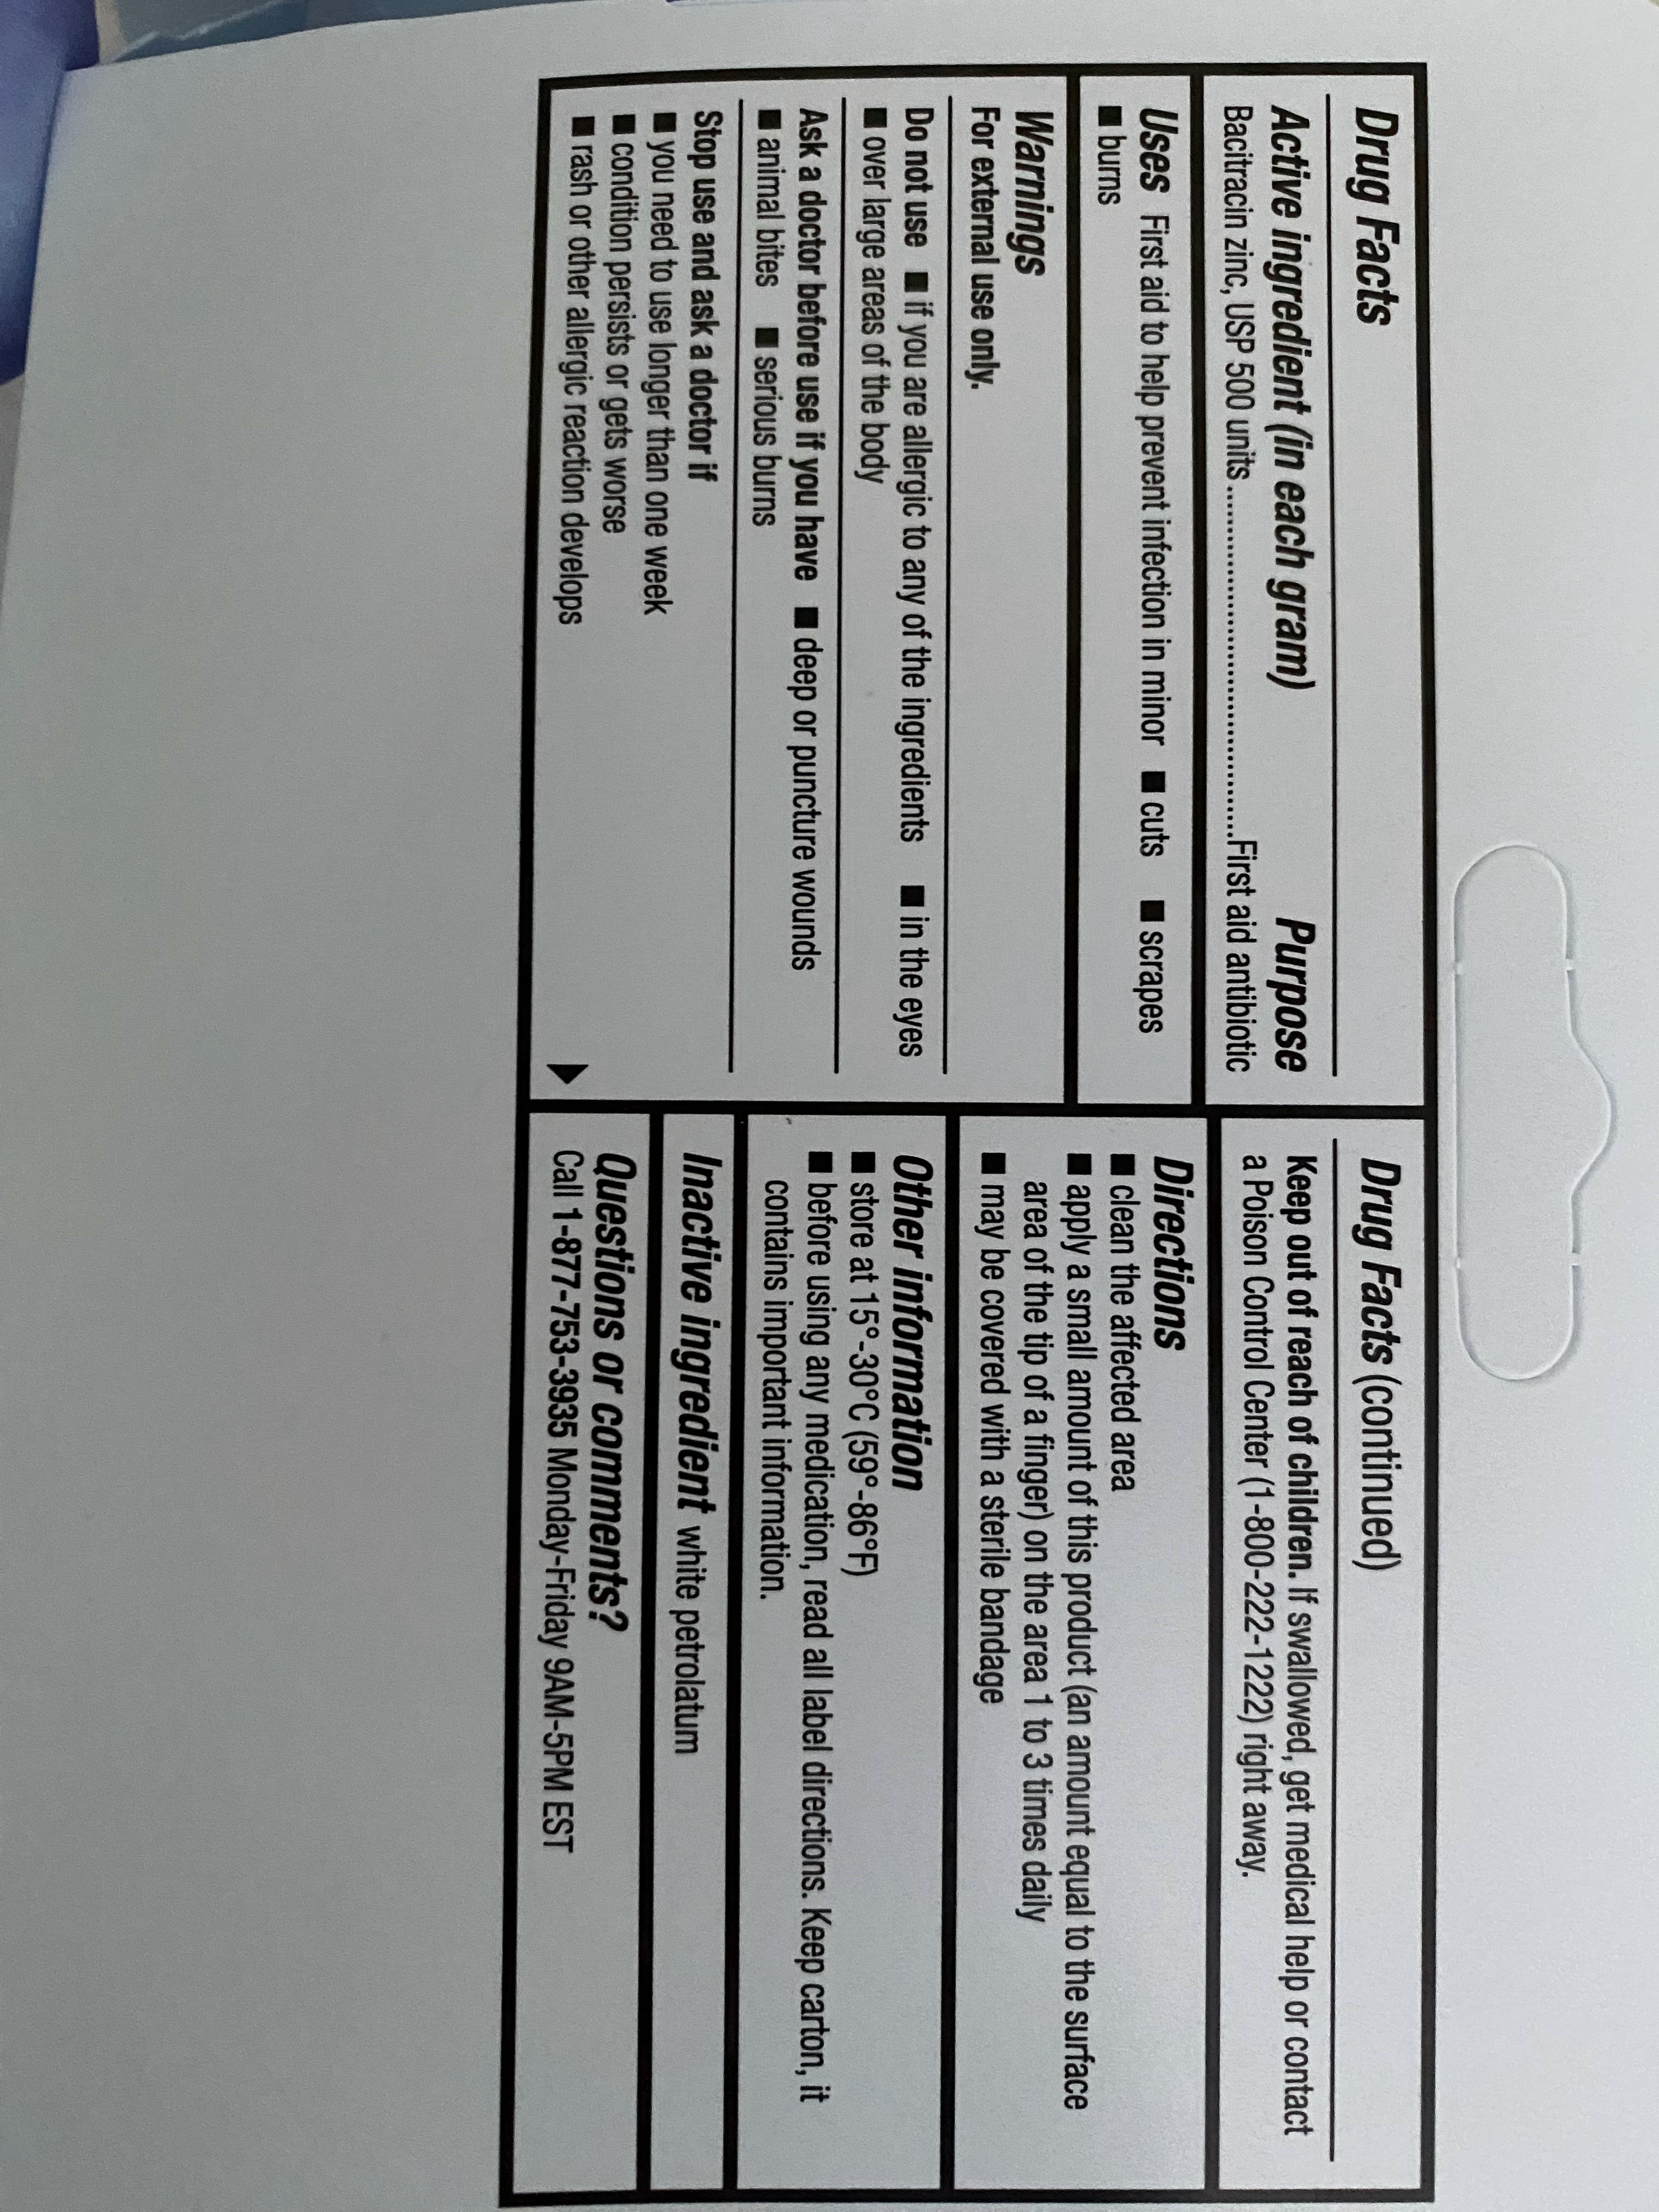 Drug Facts
Active ingredient (in each gram) Purpose
Bacitracin zinc, USP 500 units..........................................First aid antibiotic
Uses First aid to help prevent infection in minor ■ cuts ■ scrapes
■ burns
Warnings
For external use only.
Do not use ■ if you are allergic to any of the ingredients ■ in the eyes
■ over large areas of the body
Ask a doctor before use if you have ■ deep or puncture wounds
■ animal bites ■ serious burns
Stop use and ask a doctor if
■ you need to use longer than one week
■ condition persists or gets worse
■ rash or other allergic reaction develops
Drug Facts (continued)
Keep out of reach of children. If swallowed, get medical help or contact
a Poison Control Center (1-800-222-1222) right away.
Directions
■ clean the affected area
■ apply a small amount of this product (an amount equal to the surface
area of the tip of a finger) on the area 1 to 3 times daily
■ may be covered with a sterile bandage
Other information
■ store at 15°-30°C (59°-86°F)
■ before using any medication, read all label directions. Keep carton, it
contains important information.
Inactive ingredient white petrolatum
Questions or comments?
Call 1-877-753-3935 Monday-Friday 9AM-5PM EST